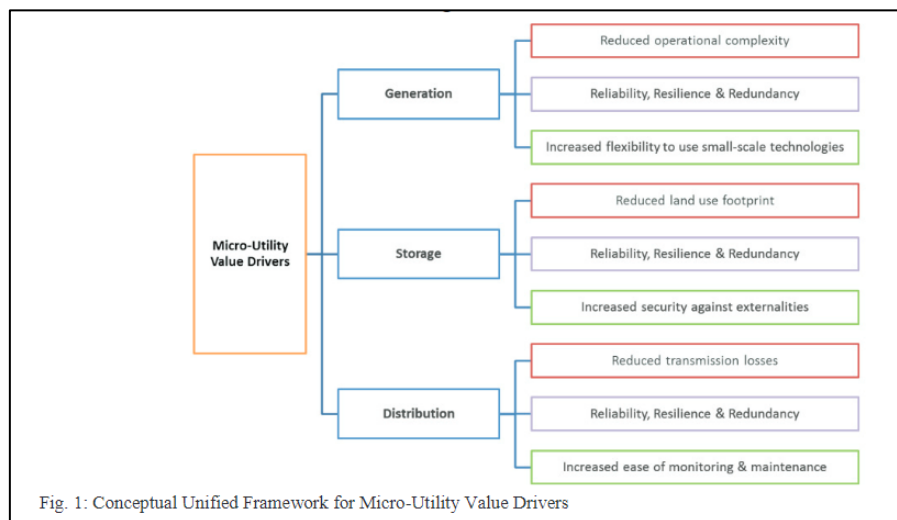 Reduced operational complexity
Generation
Reliability, Resilience & Redundancy
Increased flexibility to use small-scale technologies
Reduced land use footprint
Micro-Utility
Value Drivers
Storage
Reliability, Resilience & Redundancy
Increased security against externalities
Reduced transmission losses
Distribution
Reliability, Resilience & Redundancy
Increased ease of monitoring & maintenance
Fig. 1: Conceptual Unified Framework for Micro-Utility Value Drivers